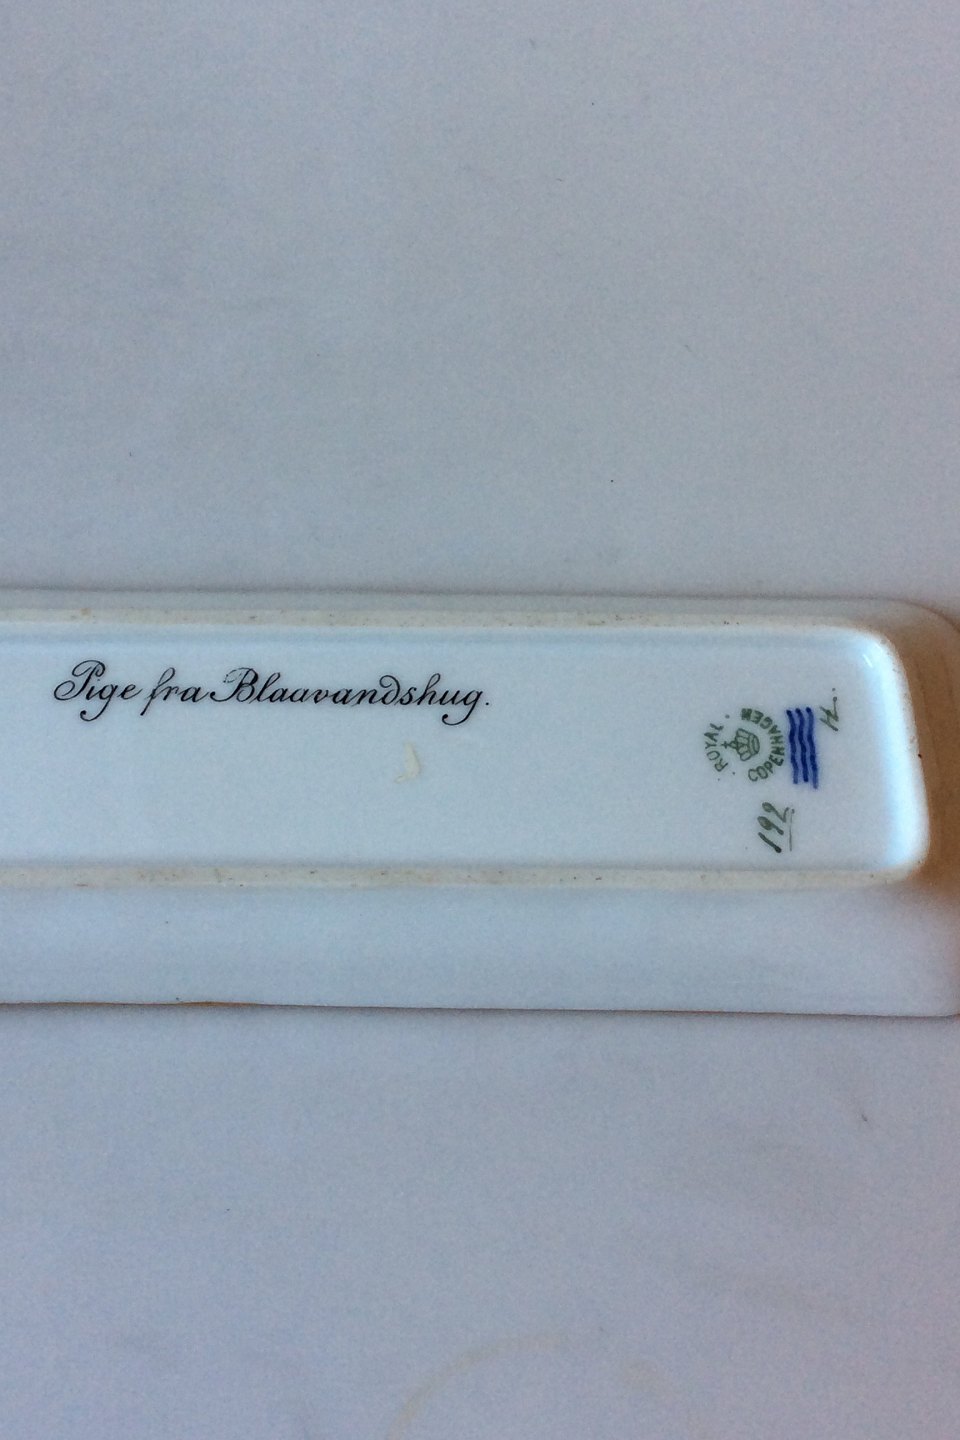 Pige fra Blaavandshug.
ROYAL
COPENHAGEN
192